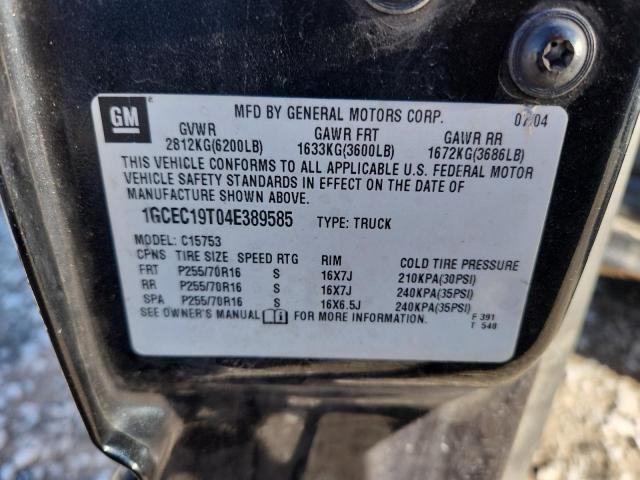 GM ® MFD BY GENERAL MOTORS CORP. 07/04
GVWR GAWR FRT GAWR RR
2812KG(6200LB) 1633KG(3600LB) 1672KG(3686LB)
THIS VEHICLE CONFORMS TO ALL APPLICABLE U.S. FEDERAL MOTOR
VEHICLE SAFETY STANDARDS IN EFFECT ON THE DATE OF
MANUFACTURE SHOWN ABOVE.
1GCEC19T04E389585 TYPE: TRUCK
MODEL: C15753
CPNS TIRE SIZE SPEED RTG RIM COLD TIRE PRESSURE
FRT P255/70R16 S 16X7J 210KPA(30PSI)
RR P255/70R16 S 16X7J 240KPA(35PSI)
SPA P255/70R16 S 16X6.5J 240KPA(35PSI)
SEE OWNER'S MANUAL FOR MORE INFORMATION. F 391
T 548